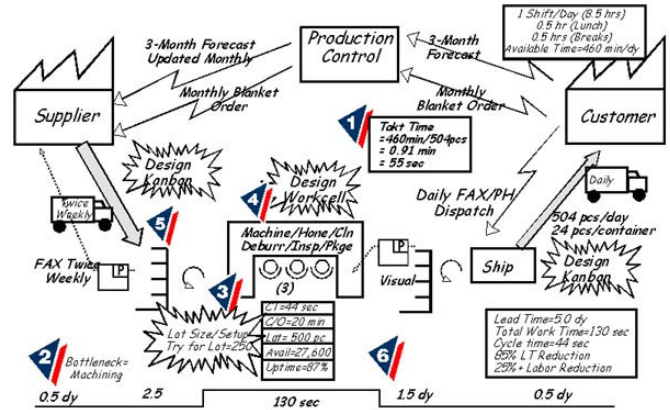 1 Shift/Day (8.5 hrs)
0.5 hr (Lunch)
0.5 hrs (Breaks)
Available Time=460 min/dy
3-Month Forecast
Updated Monthly
Production
Control
3-Month
Forecast
Monthly Blanket
Order
Monthly
Blanket Order
Supplier
Customer
1
Takt Time
=460min/504pcs
= 0.91 min
= 55 sec
Design
Kanban
Design
Workcell
4
Daily FAX/PH
Dispatch
Daily
Twice
Weekly
5
504 pcs/day
24 pcs/container
Machine/Hone/Cln
Deburr/Insp/Pkge
FAX Twice
Weekly
LP
LP
Visual
Ship
Design
Kanban
3
(3)
Lot Size/Setup
Try for Lot=250
CT=44 sec
C/O=20 min
Lot= 500 pc
Avail=27,600
Uptime=87%
Lead Time=5.0 dy
Total Work Time=130 sec
Cycle time=44 sec
85% LT Reduction
25%+ Labor Reduction
2
Bottleneck=
Machining
6
0.5 dy
2.5
130 sec
1.5 dy
0.5 dy